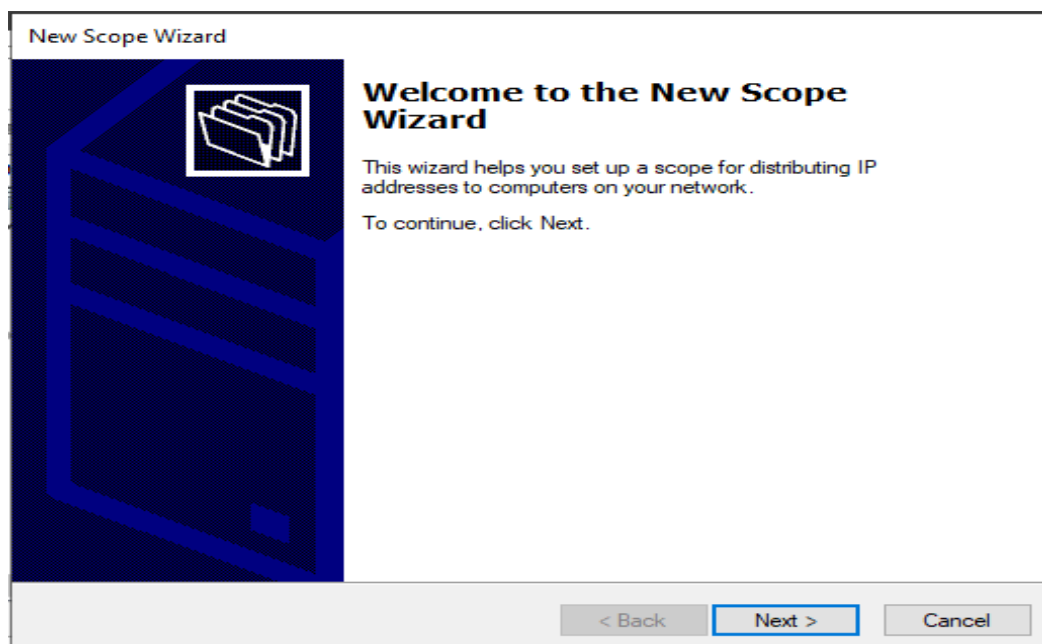 New Scope Wizard
Welcome to the New Scope
Wizard
This wizard helps you set up a scope for distributing IP
addresses to computers on your network.
To continue, click Next.
< Back
Next >
Cancel